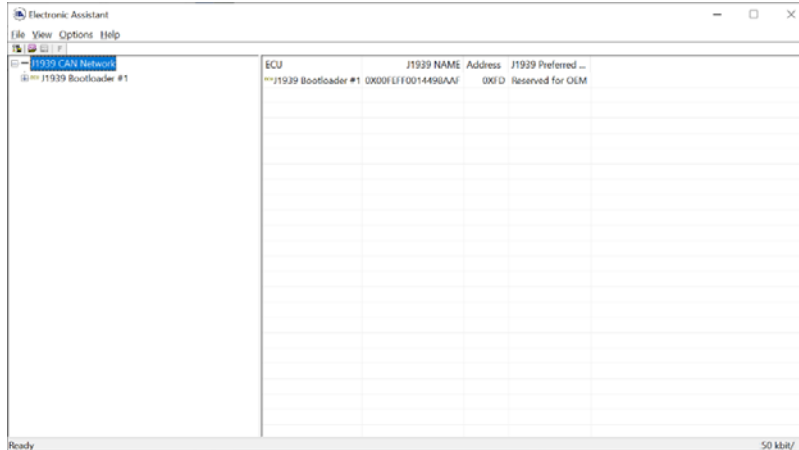 Electronic Assistant
File View Options Help
J1939 CAN Network
J1939 Bootloader #1
ECU J1939 NAME Address J1939 Preferred ...
J1939 Bootloader #1 0X00FEFF0014498AAF 0XFD Reserved for OEM
Ready 50 kbit/